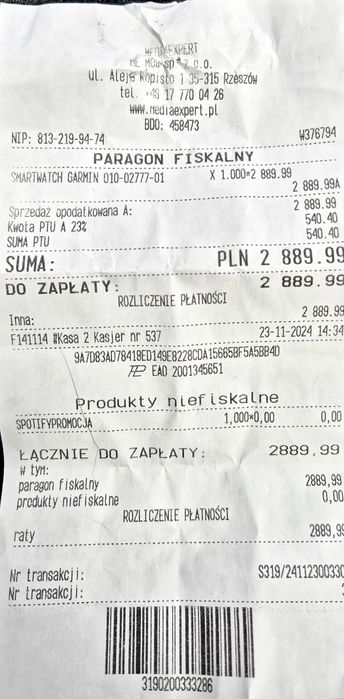 MEDIAEXPERT
ul. Aleja Kopisto 1 35-315 Rzeszów
tel. +48 17 770 04 26
www.mediaexpert.pl
BDO: 458473
NIP: 813-219-94-74 W376794
PARAGON FISKALNY
SMARTWATCH GARMIN 010-02777-01 X 1.000*2 889.99
2 889.99A
Sprzedaż opodatkowana A: 2 889.99
Kwota PTU A 23% 540.40
SUMA PTU 540.40
SUMA: PLN 2 889.99
DO ZAPŁATY: 2 889.99
ROZLICZENIE PŁATNOŚCI
Inna: 2 889.99
F141114 #Kasa 2 Kasjer nr 537 23-11-2024 14:34
9A7D83AD78418ED149E8228CDA15665BF5A5BB4D
EAD 2001345651
Produkty niefiskalne
SPOTIFYPROMOCJA 1,000*0,00 0,00
ŁĄCZNIE DO ZAPŁATY: 2889,99
w tym:
paragon fiskalny 2889,99
produkty niefiskalne 0,00
ROZLICZENIE PŁATNOŚCI
raty 2889,99
Nr transakcji: S319/24112300330
Nr transakcji:
3190200333286